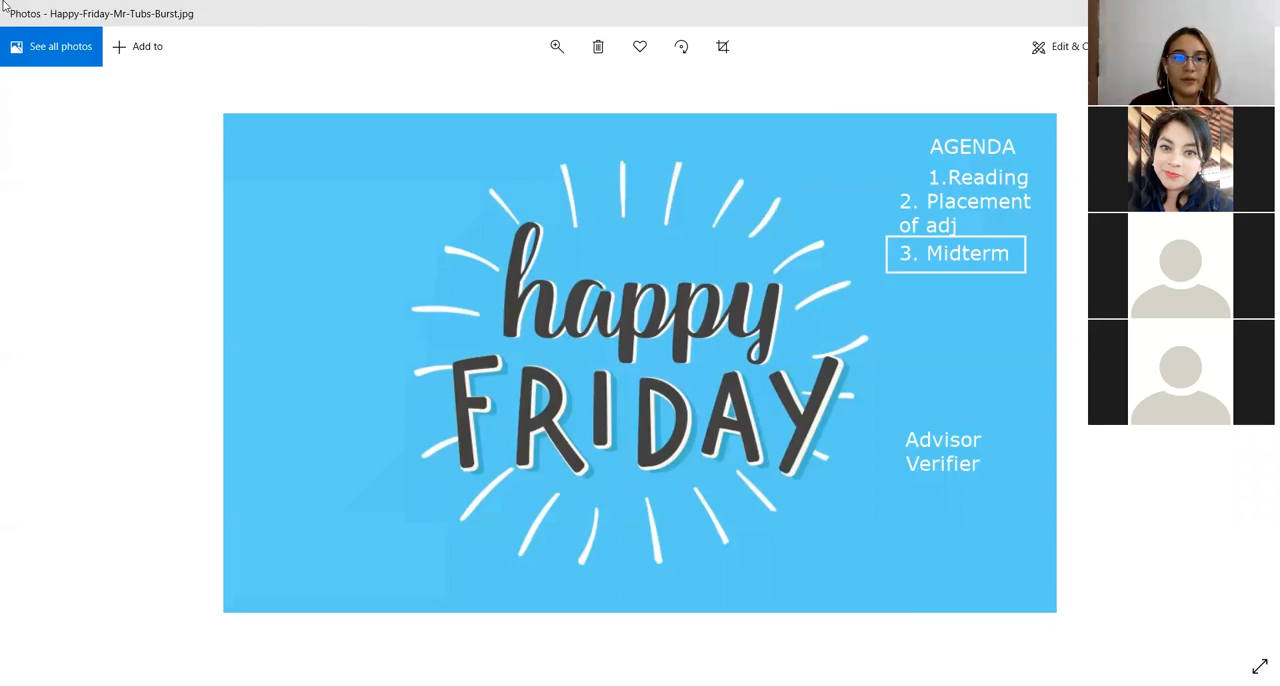 Photos - Happy-Friday-Mr-Tubs-Burst.jpg
See all photos
Add to
Edit & C
AGENDA
1.Reading
2. Placement
of adj
3. Midterm
happy
FRIDAY
Advisor
Verifier